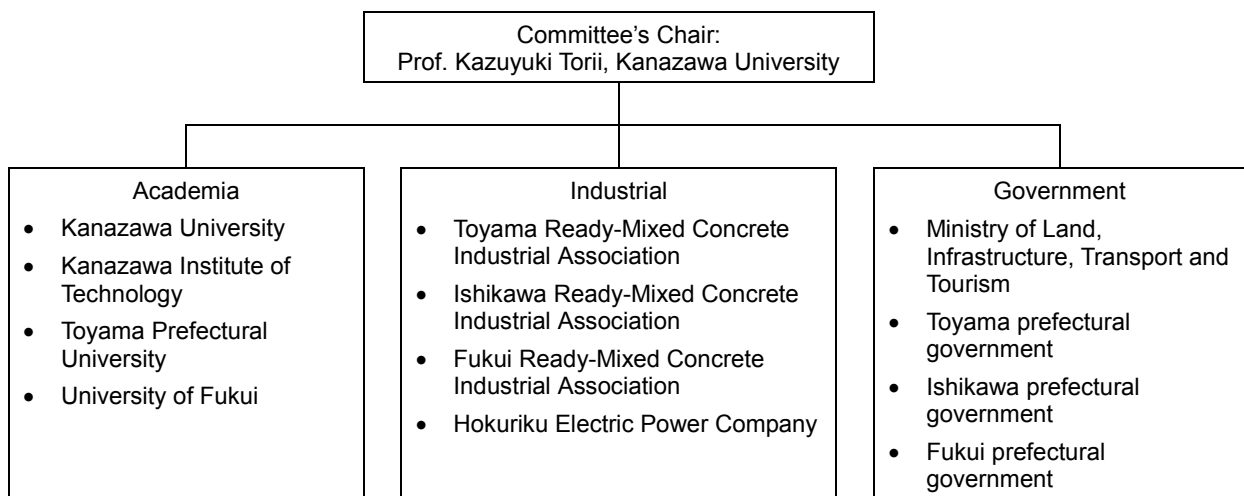 Committee's Chair:
Prof. Kazuyuki Torii, Kanazawa University
Academia
• Kanazawa University
• Kanazawa Institute of
Technology
• Toyama Prefectural
University
• University of Fukui
Industrial
• Toyama Ready-Mixed Concrete
Industrial Association
• Ishikawa Ready-Mixed Concrete
Industrial Association
• Fukui Ready-Mixed Concrete
Industrial Association
• Hokuriku Electric Power Company
Government
• Ministry of Land,
Infrastructure, Transport and
Tourism
• Toyama prefectural
government
• Ishikawa prefectural
government
• Fukui prefectural
government